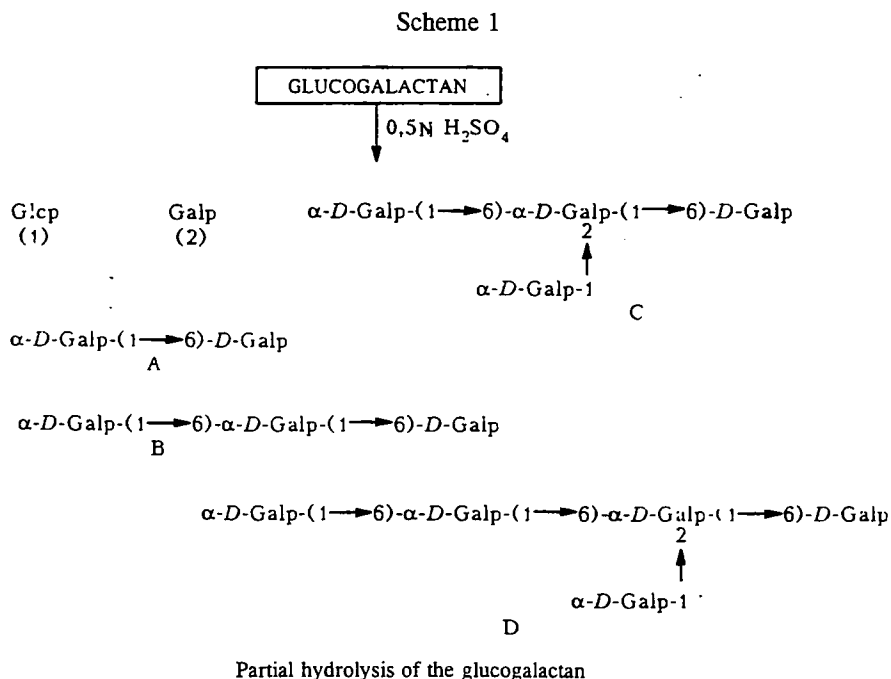 Scheme 1
GLUCOGALACTAN
0,5N H₂SO₄
Glcp Galp α-D-Galp-(1→6)-α-D-Galp-(1→6)-D-Galp
(1) (2) 2
↑
α-D-Galp-1
C
α-D-Galp-(1→6)-D-Galp
A
α-D-Galp-(1→6)-α-D-Galp-(1→6)-D-Galp
B
α-D-Galp-(1→6)-α-D-Galp-(1→6)-α-D-Galp-(1→6)-D-Galp
2
↑
α-D-Galp-1
D
Partial hydrolysis of the glucogalactan